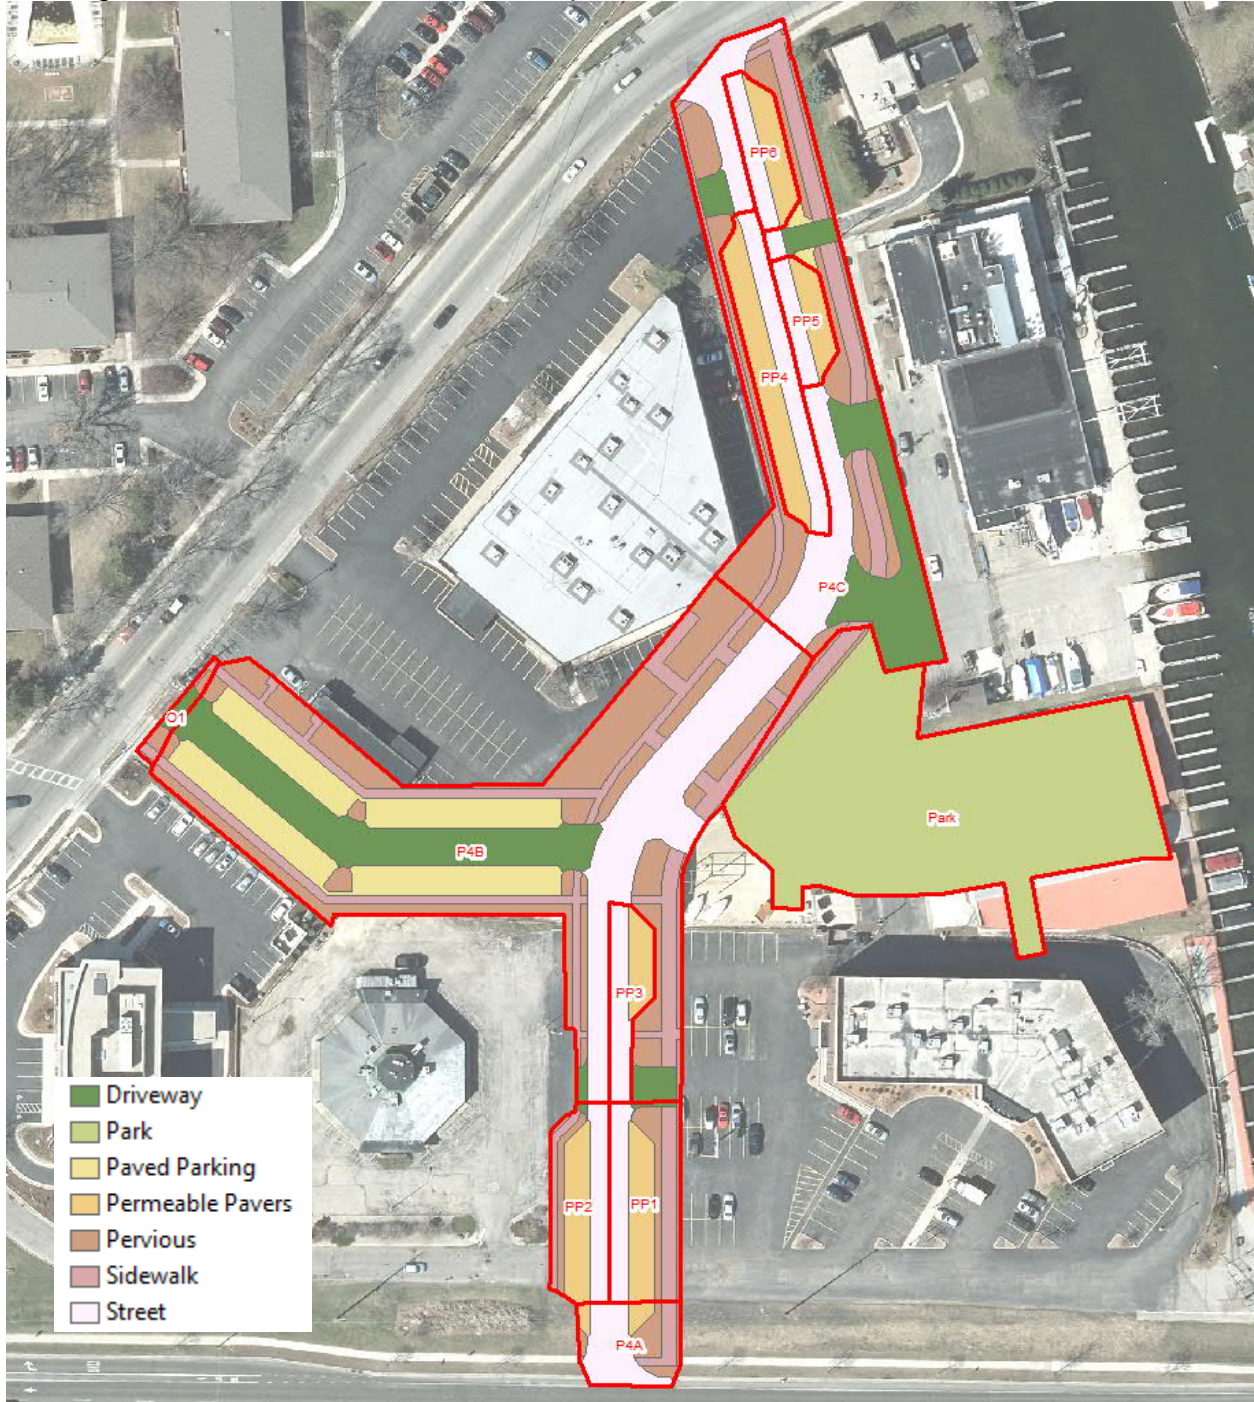 PP6
PP5
PP4
P4C
O1
Park
P4B
PP3
PP2
PP1
P4A
Driveway
Park
Paved Parking
Permeable Pavers
Pervious
Sidewalk
Street